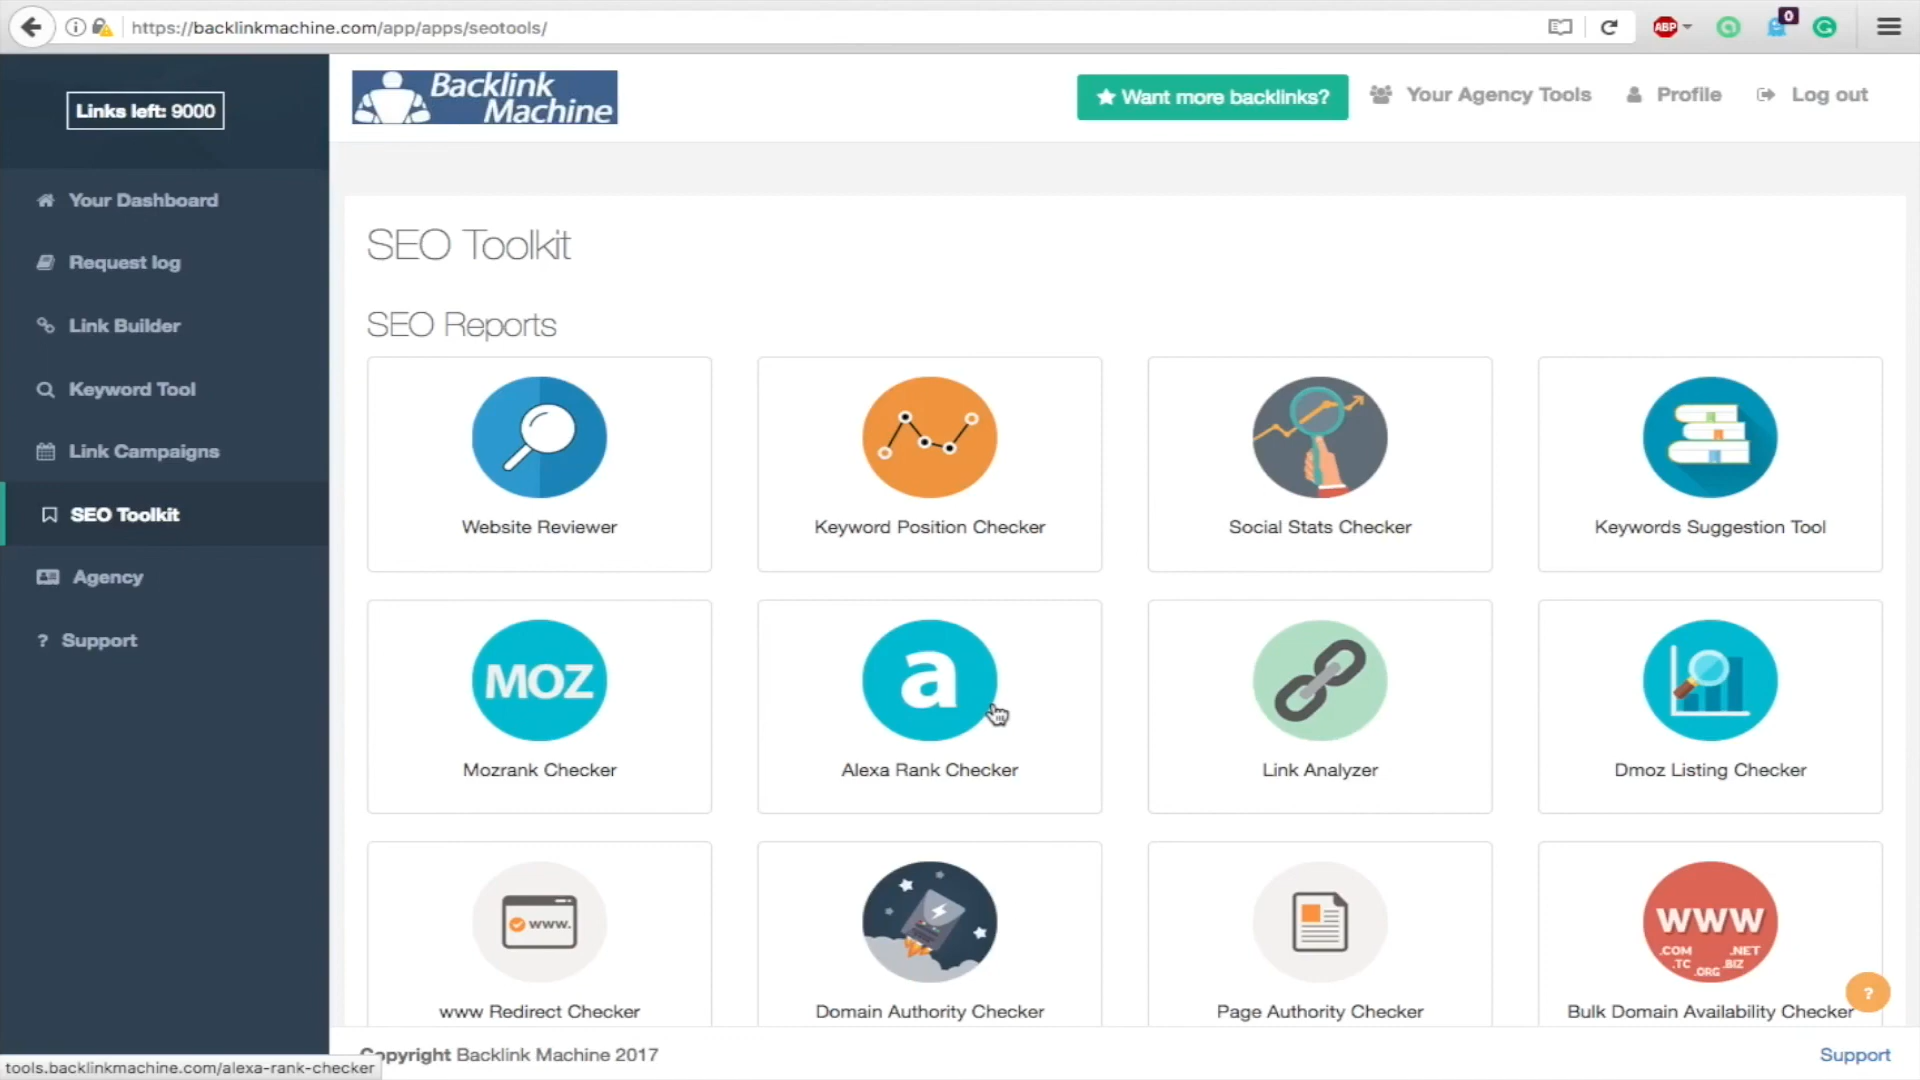 https://backlinkmachine.com/app/apps/seotools/
ABP
0
Links left: 9000
Backlink
Machine
Want more backlinks?
Your Agency Tools
Profile
Log out
Your Dashboard
Request log
Link Builder
Keyword Tool
Link Campaigns
SEO Toolkit
Agency
? Support
SEO Toolkit
SEO Reports
Website Reviewer
Keyword Position Checker
Social Stats Checker
Keywords Suggestion Tool
MOZ
a
Mozrank Checker
Alexa Rank Checker
Link Analyzer
Dmoz Listing Checker
www.
WWW
.COM .NET
.TC .BIZ
.ORG
www Redirect Checker
Domain Authority Checker
Page Authority Checker
Bulk Domain Availability Checker
?
Copyright Backlink Machine 2017
Support
tools.backlinkmachine.com/alexa-rank-checker